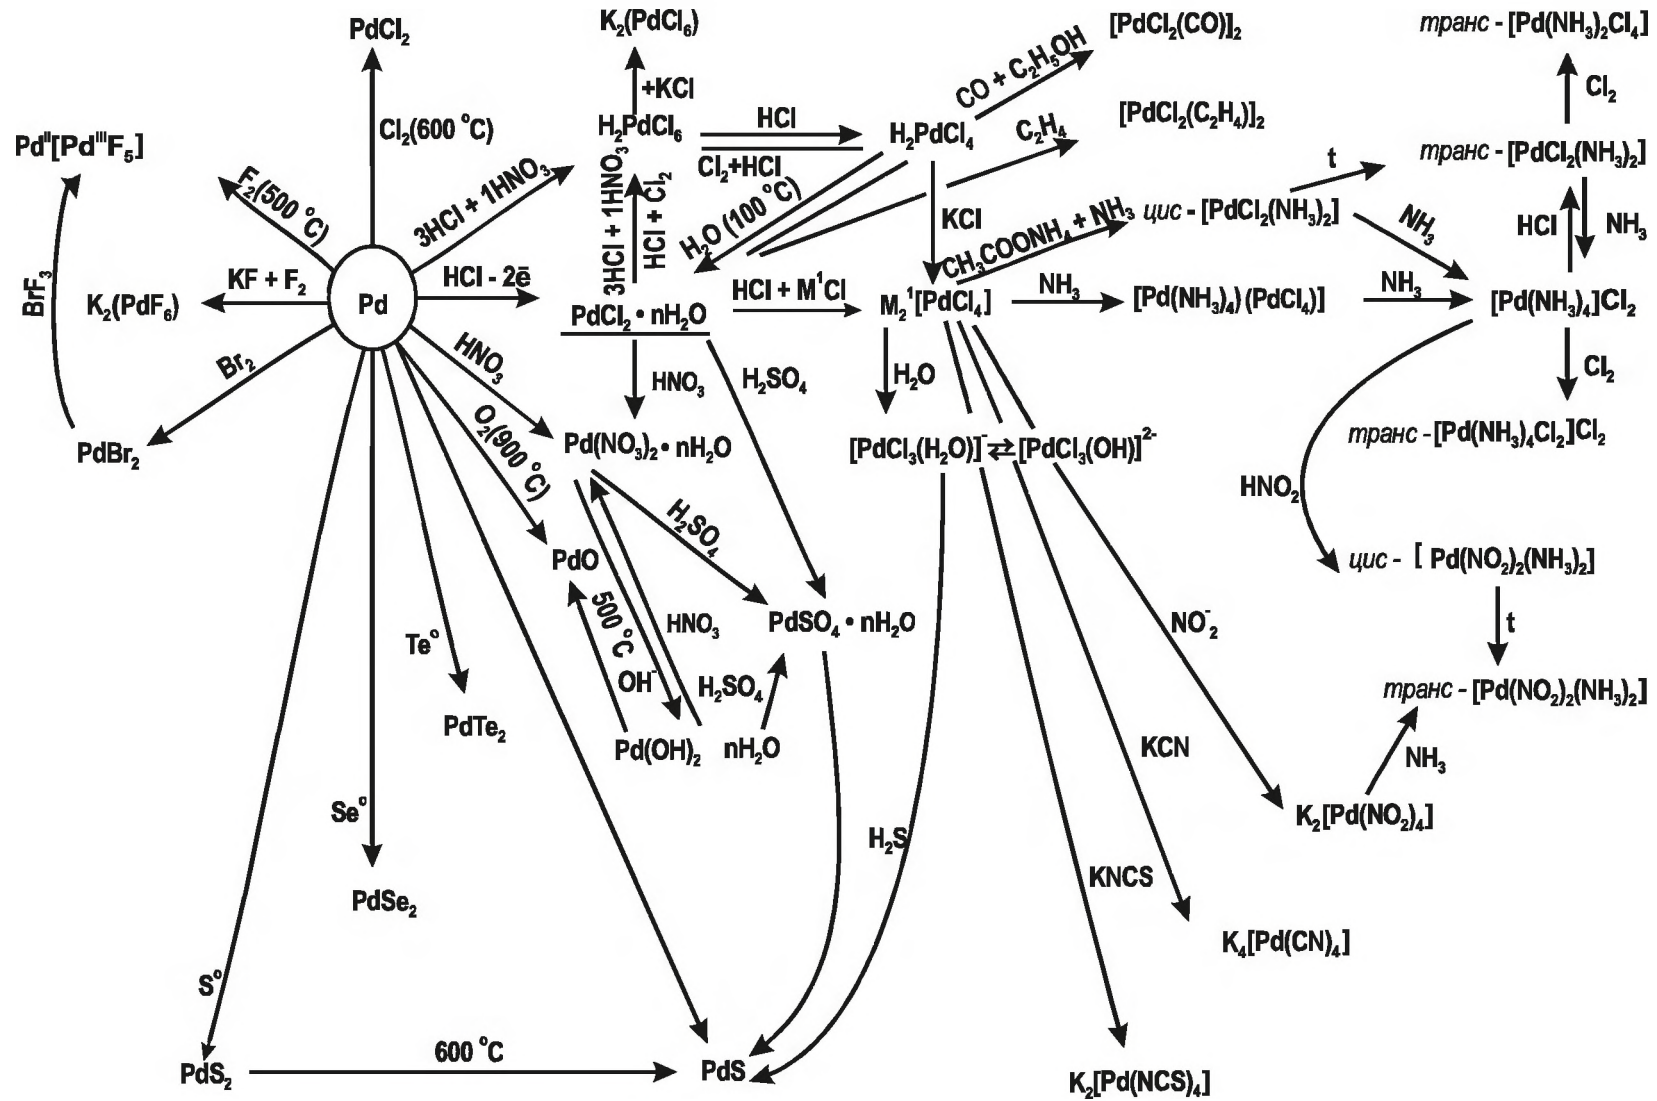 PdCl₂
K₂(PdCl₆)
[PdCl₂(CO)]₂
транс - [Pd(NH₃)₂Cl₄]
CO + C₂H₅OH
+KCl
Cl₂
Cl₂(600 °C)
H₂PdCl₆
HCl
H₂PdCl₄
C₂H₄
[PdCl₂(C₂H₄)]₂
Pdᴵᴵ[PdᴵᴵᴵF₅]
Cl₂+HCl
t
транс - [PdCl₂(NH₃)₂]
F₂(500 °C)
3HCl + 1HNO₃
3HCl + 1HNO₃
HCl + Cl₂
H₂O (100 °C)
KCl
CH₃COONH₄ + NH₃
цис - [PdCl₂(NH₃)₂]
NH₃
HCl
NH₃
BrF₃
K₂(PdF₆)
KF + F₂
Pd
HCl - 2ē
PdCl₂ • nH₂O
HCl + M¹Cl
M₂¹[PdCl₄]
NH₃
[Pd(NH₃)₄) (PdCl₄)]
NH₃
[Pd(NH₃)₄]Cl₂
Br₂
HNO₃
HNO₃
H₂SO₄
H₂O
Cl₂
PdBr₂
O₂(900 °C)
Pd(NO₃)₂ • nH₂O
[PdCl₃(H₂O)]⁻ ⇄ [PdCl₃(OH)]²⁻
транс - [Pd(NH₃)₄Cl₂]Cl₂
HNO₂
H₂SO₄
PdO
цис - [ Pd(NO₂)₂(NH₃)₂]
500 °C
HNO₃
PdSO₄ • nH₂O
NO₂⁻
t
Te°
OH⁻
H₂SO₄
транс - [Pd(NO₂)₂(NH₃)₂]
PdTe₂
Pd(OH)₂ nH₂O
KCN
NH₃
Se°
H₂S
K₂[Pd(NO₂)₄]
PdSe₂
KNCS
K₄[Pd(CN)₄]
S°
PdS₂
600 °C
PdS
K₂[Pd(NCS)₄]